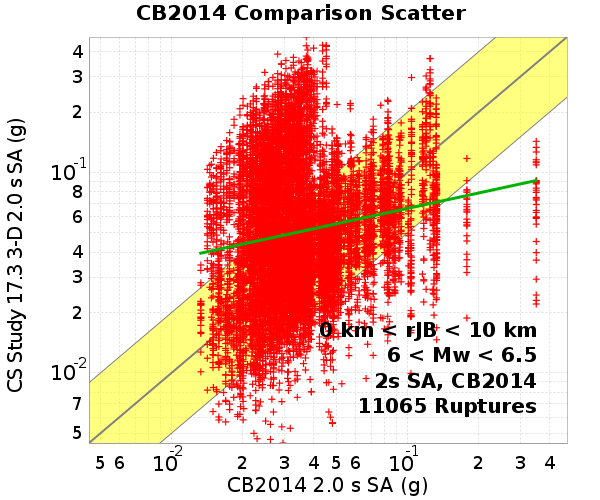 CB2014 Comparison Scatter
CS Study 17.3 3-D 2.0 s SA (g)
4
3
2
10-1
8
6
4
3
2
10-2
7
5
0 km < rJB < 10 km
6 < Mw < 6.5
2s SA, CB2014
11065 Ruptures
5 6 10-2 2 3 4 5 6 10-1 2 3 4
CB2014 2.0 s SA (g)